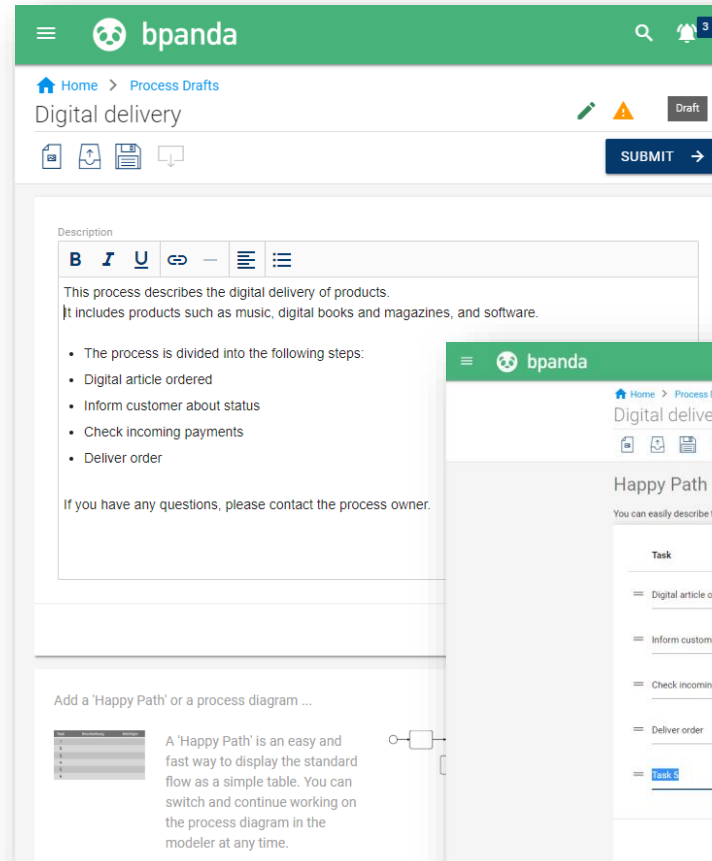 bpanda
3
Home > Process Drafts
Digital delivery
Draft
SUBMIT →
Description
B I U
This process describes the digital delivery of products.
It includes products such as music, digital books and magazines, and software.
• The process is divided into the following steps:
• Digital article ordered
• Inform customer about status
• Check incoming payments
• Deliver order
If you have any questions, please contact the process owner.
Add a 'Happy Path' or a process diagram ...
A 'Happy Path' is an easy and
fast way to display the standard
flow as a simple table. You can
switch and continue working on
the process diagram in the
modeler at any time.
bpanda
Home > Process
Digital delive
Happy Path
You can easily describe
Task
Digital article o
Inform custom
Check incomin
Deliver order
Task 5